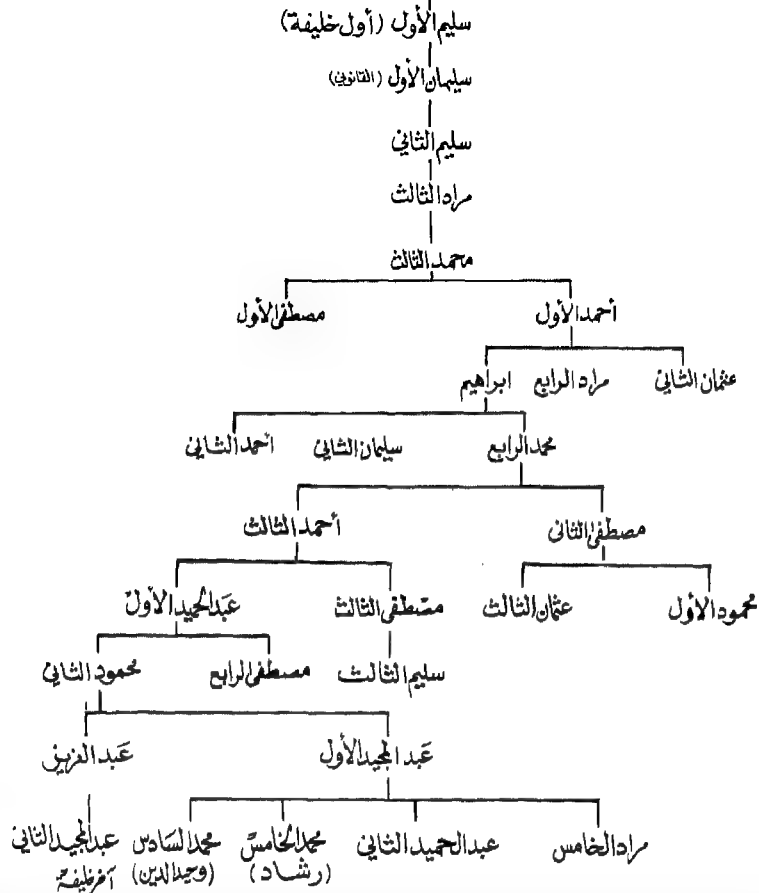 سليم الأول (أول خليفة)
سليمان الأول (القانوني)
سليم الثاني
مراد الثالث
محمد الثالث
أحمد الأول
مصطفى الأول
عثمان الثاني
مراد الرابع
ابراهيم
محمد الرابع
سليمان الثاني
احمد الثاني
مصطفى الثانى
أحمد الثالث
محمود الأول
عثمان الثالث
مصطفى الثالث
عبد الحميد الأول
سليم الثالث
مصطفى الرابع
محمود الثاني
عبد المجيد الأول
عبد العزيز
مراد الخامس
عبد الحميد الثاني
محمد الخامس
(رشاد)
محمد السادس
(وحيد الدين)
عبد المجيد الثاني
آخر خليفة